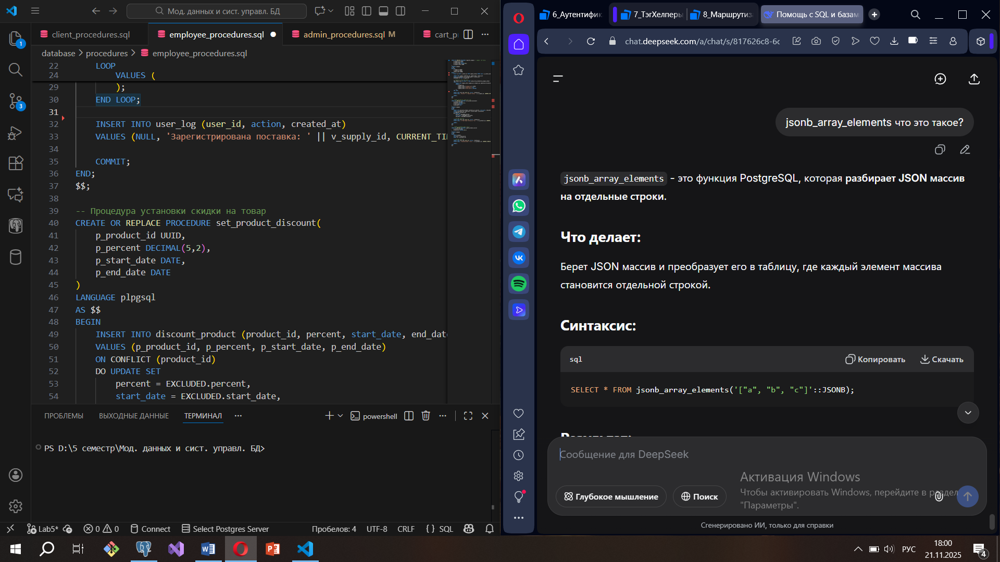 Мод. данных и сист. управл. БД
client_procedures.sql
employee_procedures.sql
admin_procedures.sql M
cart_p
database
procedures
employee_procedures.sql
22 LOOP
24 VALUES (
29 );
30 END LOOP;
31
32 INSERT INTO user_log (user_id, action, created_at)
33 VALUES (NULL, 'Зарегистрирована поставка: ' || v_supply_id, CURRENT_TI
34
35 COMMIT;
36 END;
37 $$;
38
39 -- Процедура установки скидки на товар
40 CREATE OR REPLACE PROCEDURE set_product_discount(
41 p_product_id UUID,
42 p_percent DECIMAL(5,2),
43 p_start_date DATE,
44 p_end_date DATE
45 )
46 LANGUAGE plpgsql
47 AS $$
48 BEGIN
49 INSERT INTO discount_product (product_id, percent, start_date, end_dat
50 VALUES (p_product_id, p_percent, p_start_date, p_end_date)
51 ON CONFLICT (product_id)
52 DO UPDATE SET
53 percent = EXCLUDED.percent,
54 start_date = EXCLUDED.start_date,
ПРОБЛЕМЫ
ВЫХОДНЫЕ ДАННЫЕ
ТЕРМИНАЛ
powershell
PS D:\5 семестр\Мод. данных и сист. управл. БД>
1
3
Lab5*
0
0
Connect
Select Postgres Server
Пробелов: 4
UTF-8
CRLF
{ } SQL
6_Аутентифик
7_ТэгХелперы
8_Маршрутиза
Помощь с SQL и базам
chat.deepseek.com/a/chat/s/817626c8-6c
jsonb_array_elements что это такое?
jsonb_array_elements - это функция PostgreSQL, которая разбирает JSON массив
на отдельные строки.
Что делает:
Берет JSON массив и преобразует его в таблицу, где каждый элемент массива
становится отдельной строкой.
Синтаксис:
sql
Копировать
Скачать
SELECT * FROM jsonb_array_elements('["a", "b", "c"]'::JSONB);
Результат:
Сообщение для DeepSeek
Глубокое мышление
Поиск
Активация Windows
Чтобы активировать Windows, перейдите в раздел
"Параметры".
Сгенерировано ИИ, только для справки
РУС
18:00
21.11.2025
4